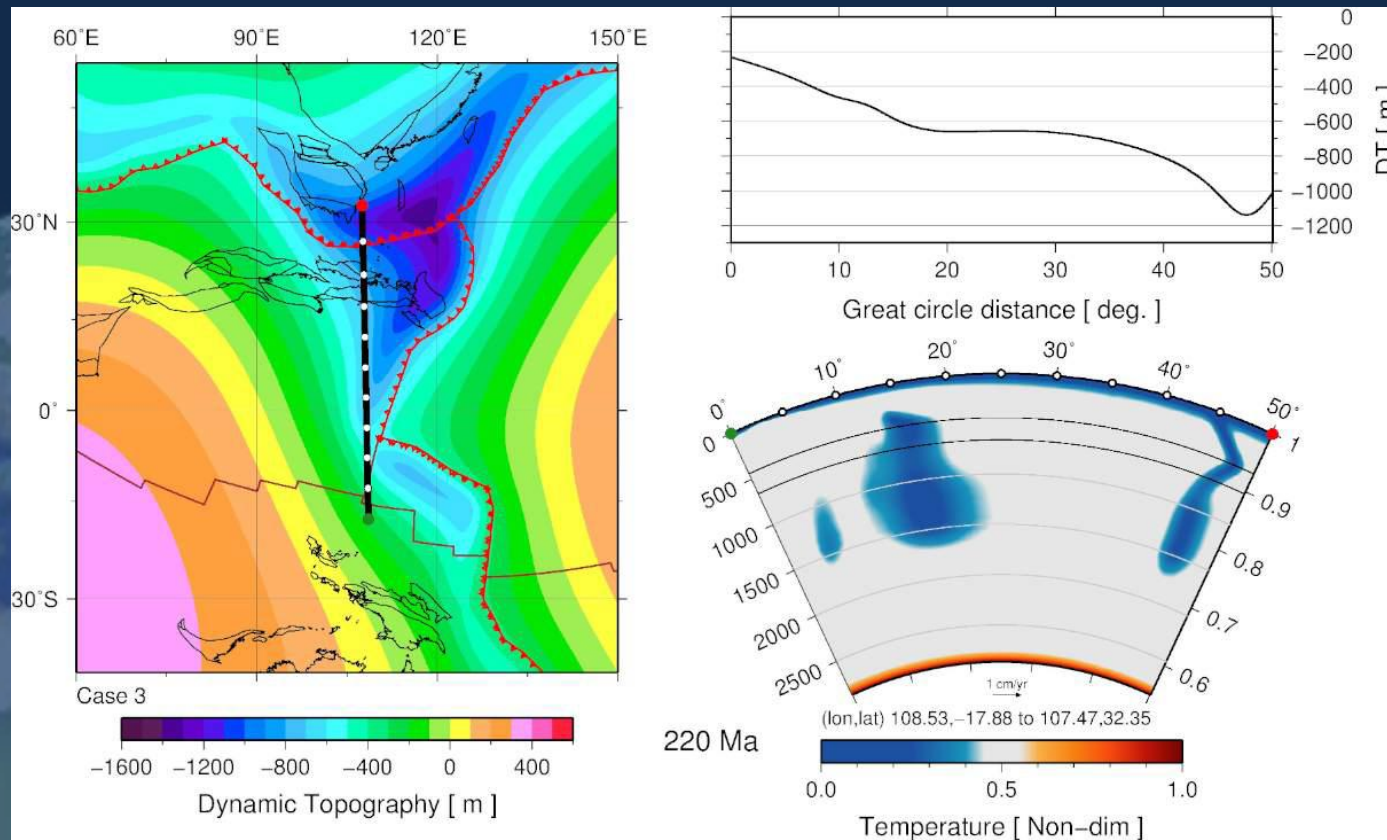 60°E 90°E 120°E 150°E
30°N
0°
30°S
Case 3
−1600 −1200 −800 −400 0 400
Dynamic Topography [ m ]
0
−200
−400
−600
−800
−1000
−1200
DT [ m ]
0 10 20 30 40 50
Great circle distance [ deg. ]
0° 10° 20° 30° 40° 50°
0
500
1000
1500
2000
2500
1
0.9
0.8
0.7
0.6
1 cm/yr
(lon,lat) 108.53,−17.88 to 107.47,32.35
220 Ma
0.0 0.5 1.0
Temperature [ Non−dim ]